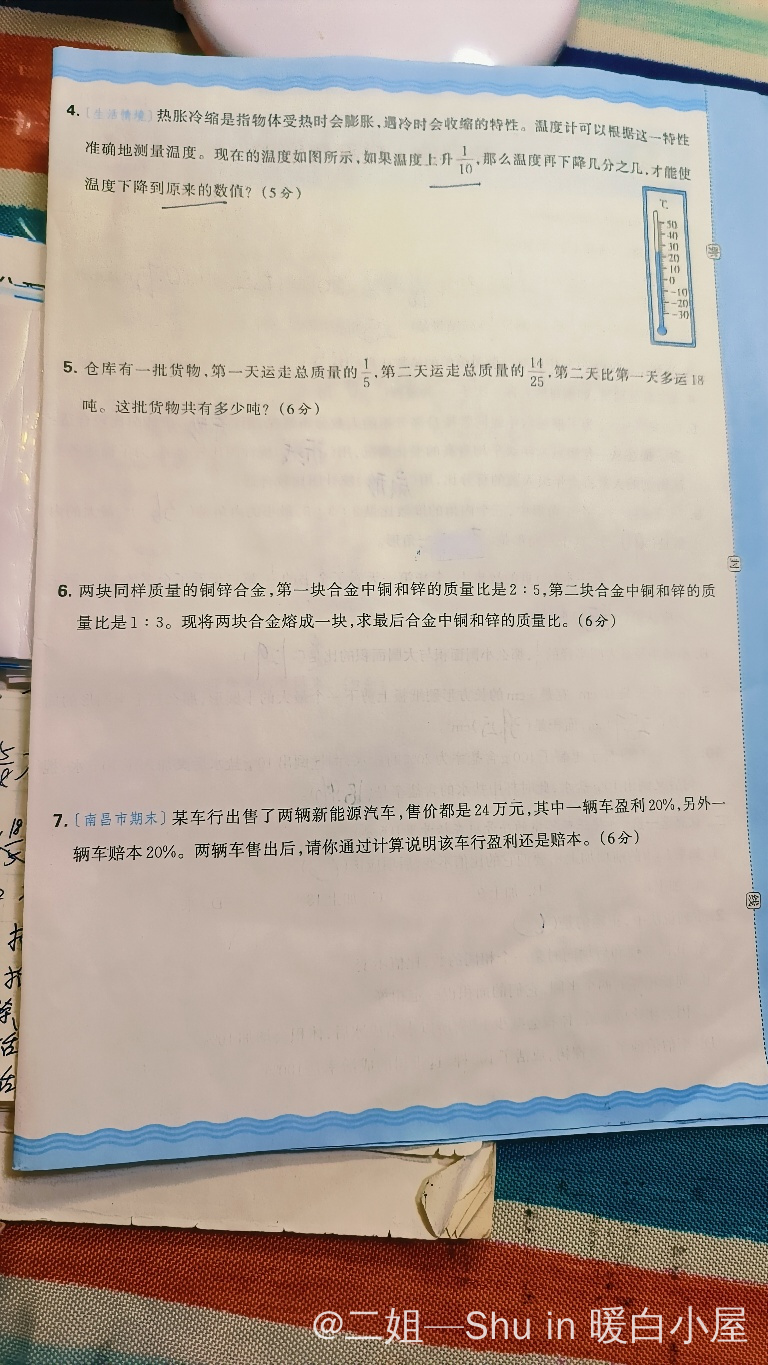 4.〔生活情境〕热胀冷缩是指物体受热时会膨胀,遇冷时会收缩的特性。温度计可以根据这一特性
准确地测量温度。现在的温度如图所示,如果温度上升1/10,那么温度再下降几分之几,才能使
温度下降到原来的数值?(5分)
℃
50
40
30
20
10
0
-10
-20
-30
密
5. 仓库有一批货物,第一天运走总质量的1/5,第二天运走总质量的14/25,第二天比第一天多运18
吨。这批货物共有多少吨?(6分)
封
6. 两块同样质量的铜锌合金,第一块合金中铜和锌的质量比是2:5,第二块合金中铜和锌的质
量比是1:3。现将两块合金熔成一块,求最后合金中铜和锌的质量比。(6分)
7.〔南昌市期末〕某车行出售了两辆新能源汽车,售价都是24万元,其中一辆车盈利20%,另外一
辆车赔本20%。两辆车售出后,请你通过计算说明该车行盈利还是赔本。(6分)
线
@二姐—Shu in 暖白小屋